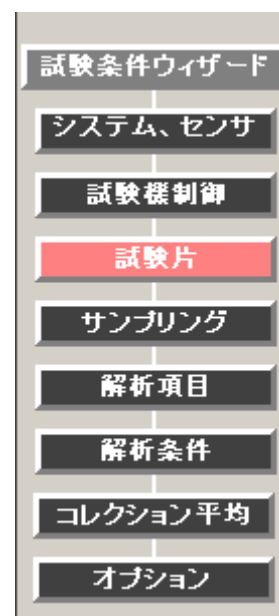 試験条件ウィザード
システム、センサ
試験機制御
試験片
サンプリング
解析項目
解析条件
コレクション平均
オプション